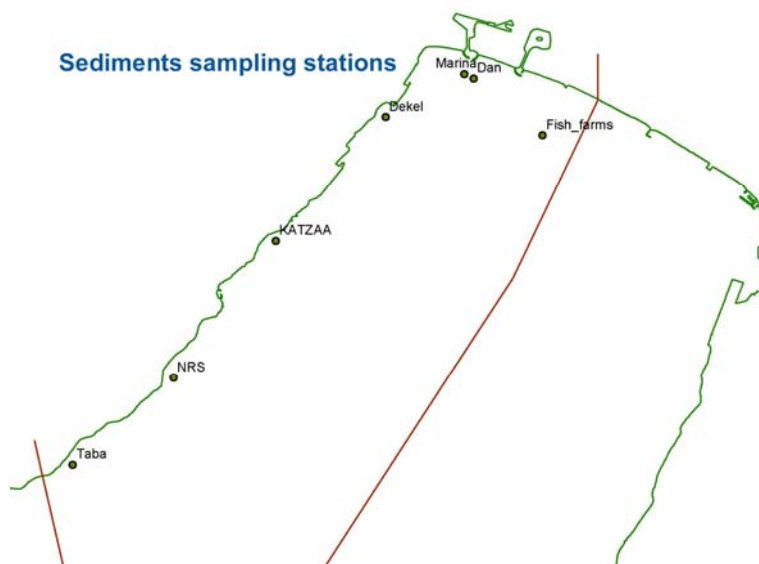 Sediments sampling stations
Marina
Dan
Dekel
Fish_farms
KATZAA
NRS
Taba